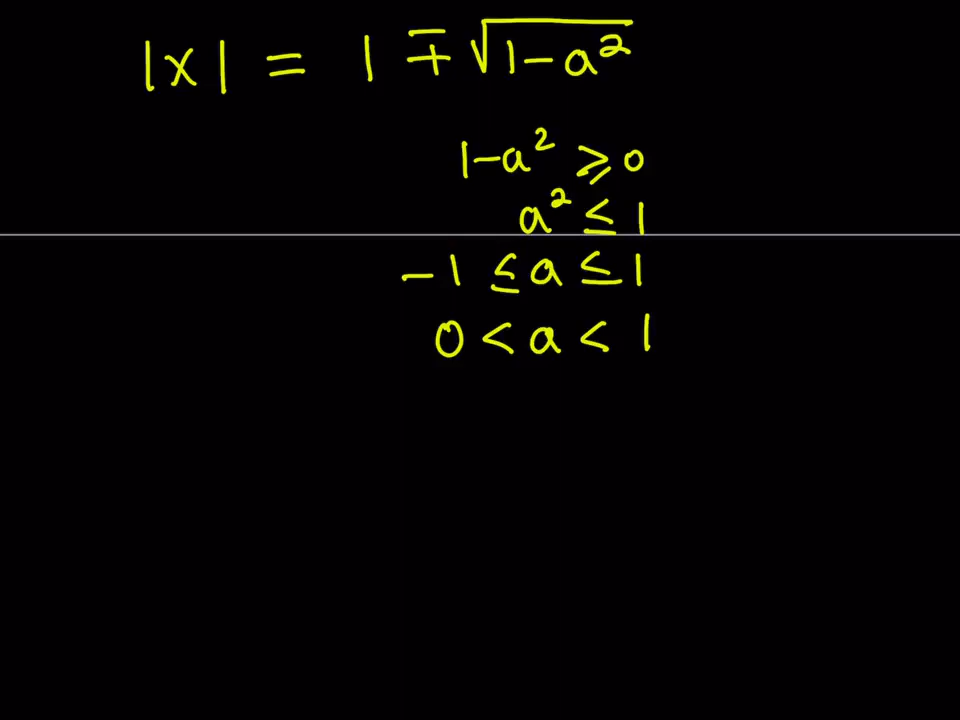 |x| = 1 ∓ √(1-a²)
1-a² ⩾ 0
a² ≤ 1
-1 ≤ a ≤ 1
0 < a < 1